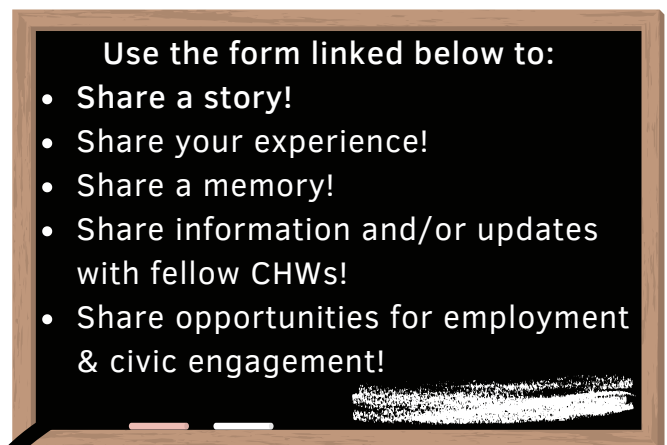 Use the form linked below to:
• Share a story!
• Share your experience!
• Share a memory!
• Share information and/or updates
with fellow CHWs!
• Share opportunities for employment
& civic engagement!